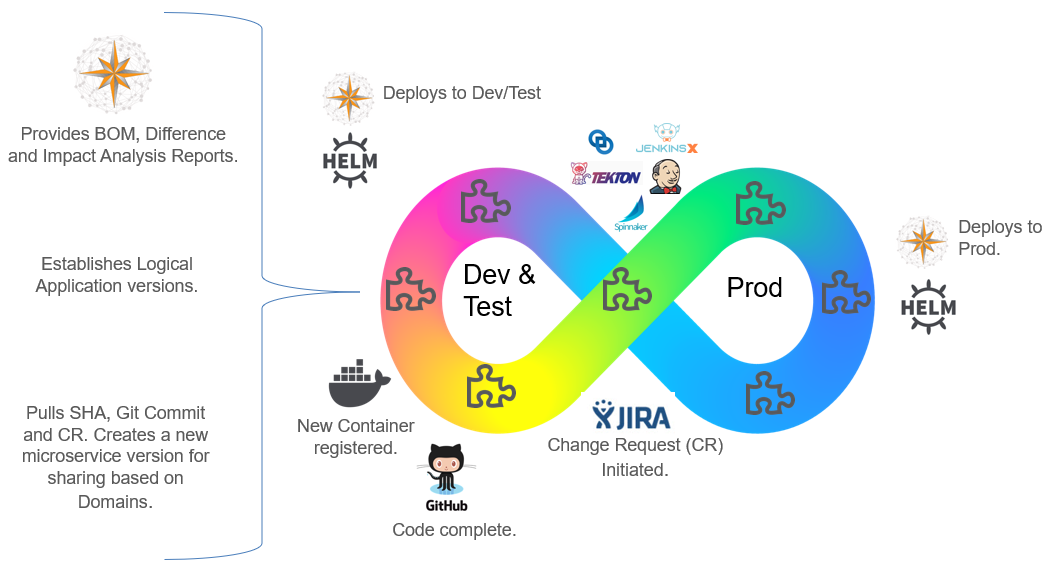 Provides BOM, Difference
and Impact Analysis Reports.
Establishes Logical
Application versions.
Pulls SHA, Git Commit
and CR. Creates a new
microservice version for
sharing based on
Domains.
Deploys to Dev/Test
HELM
JENKINS X
TEKTON
Spinnaker
Dev &
Test
Prod
Deploys to
Prod.
HELM
New Container
registered.
GitHub
Code complete.
JIRA
Change Request (CR)
Initiated.